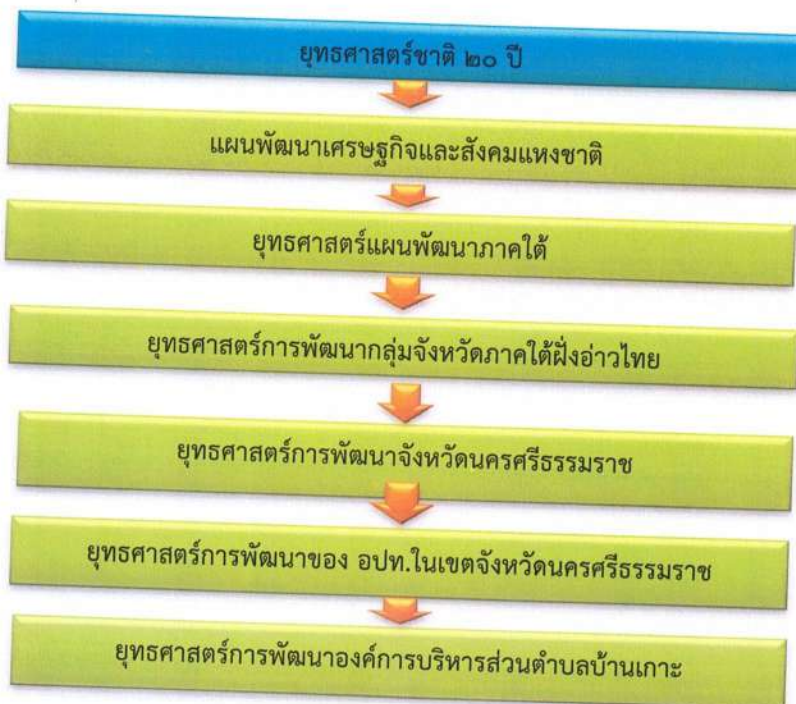 ยุทธศาสตร์ชาติ ๒๐ ปี
แผนพัฒนาเศรษฐกิจและสังคมแห่งชาติ
ยุทธศาสตร์แผนพัฒนาภาคใต้
ยุทธศาสตร์การพัฒนากลุ่มจังหวัดภาคใต้ฝั่งอ่าวไทย
ยุทธศาสตร์การพัฒนาจังหวัดนครศรีธรรมราช
ยุทธศาสตร์การพัฒนาของ อปท.ในเขตจังหวัดนครศรีธรรมราช
ยุทธศาสตร์การพัฒนาองค์การบริหารส่วนตำบลบ้านเกาะ